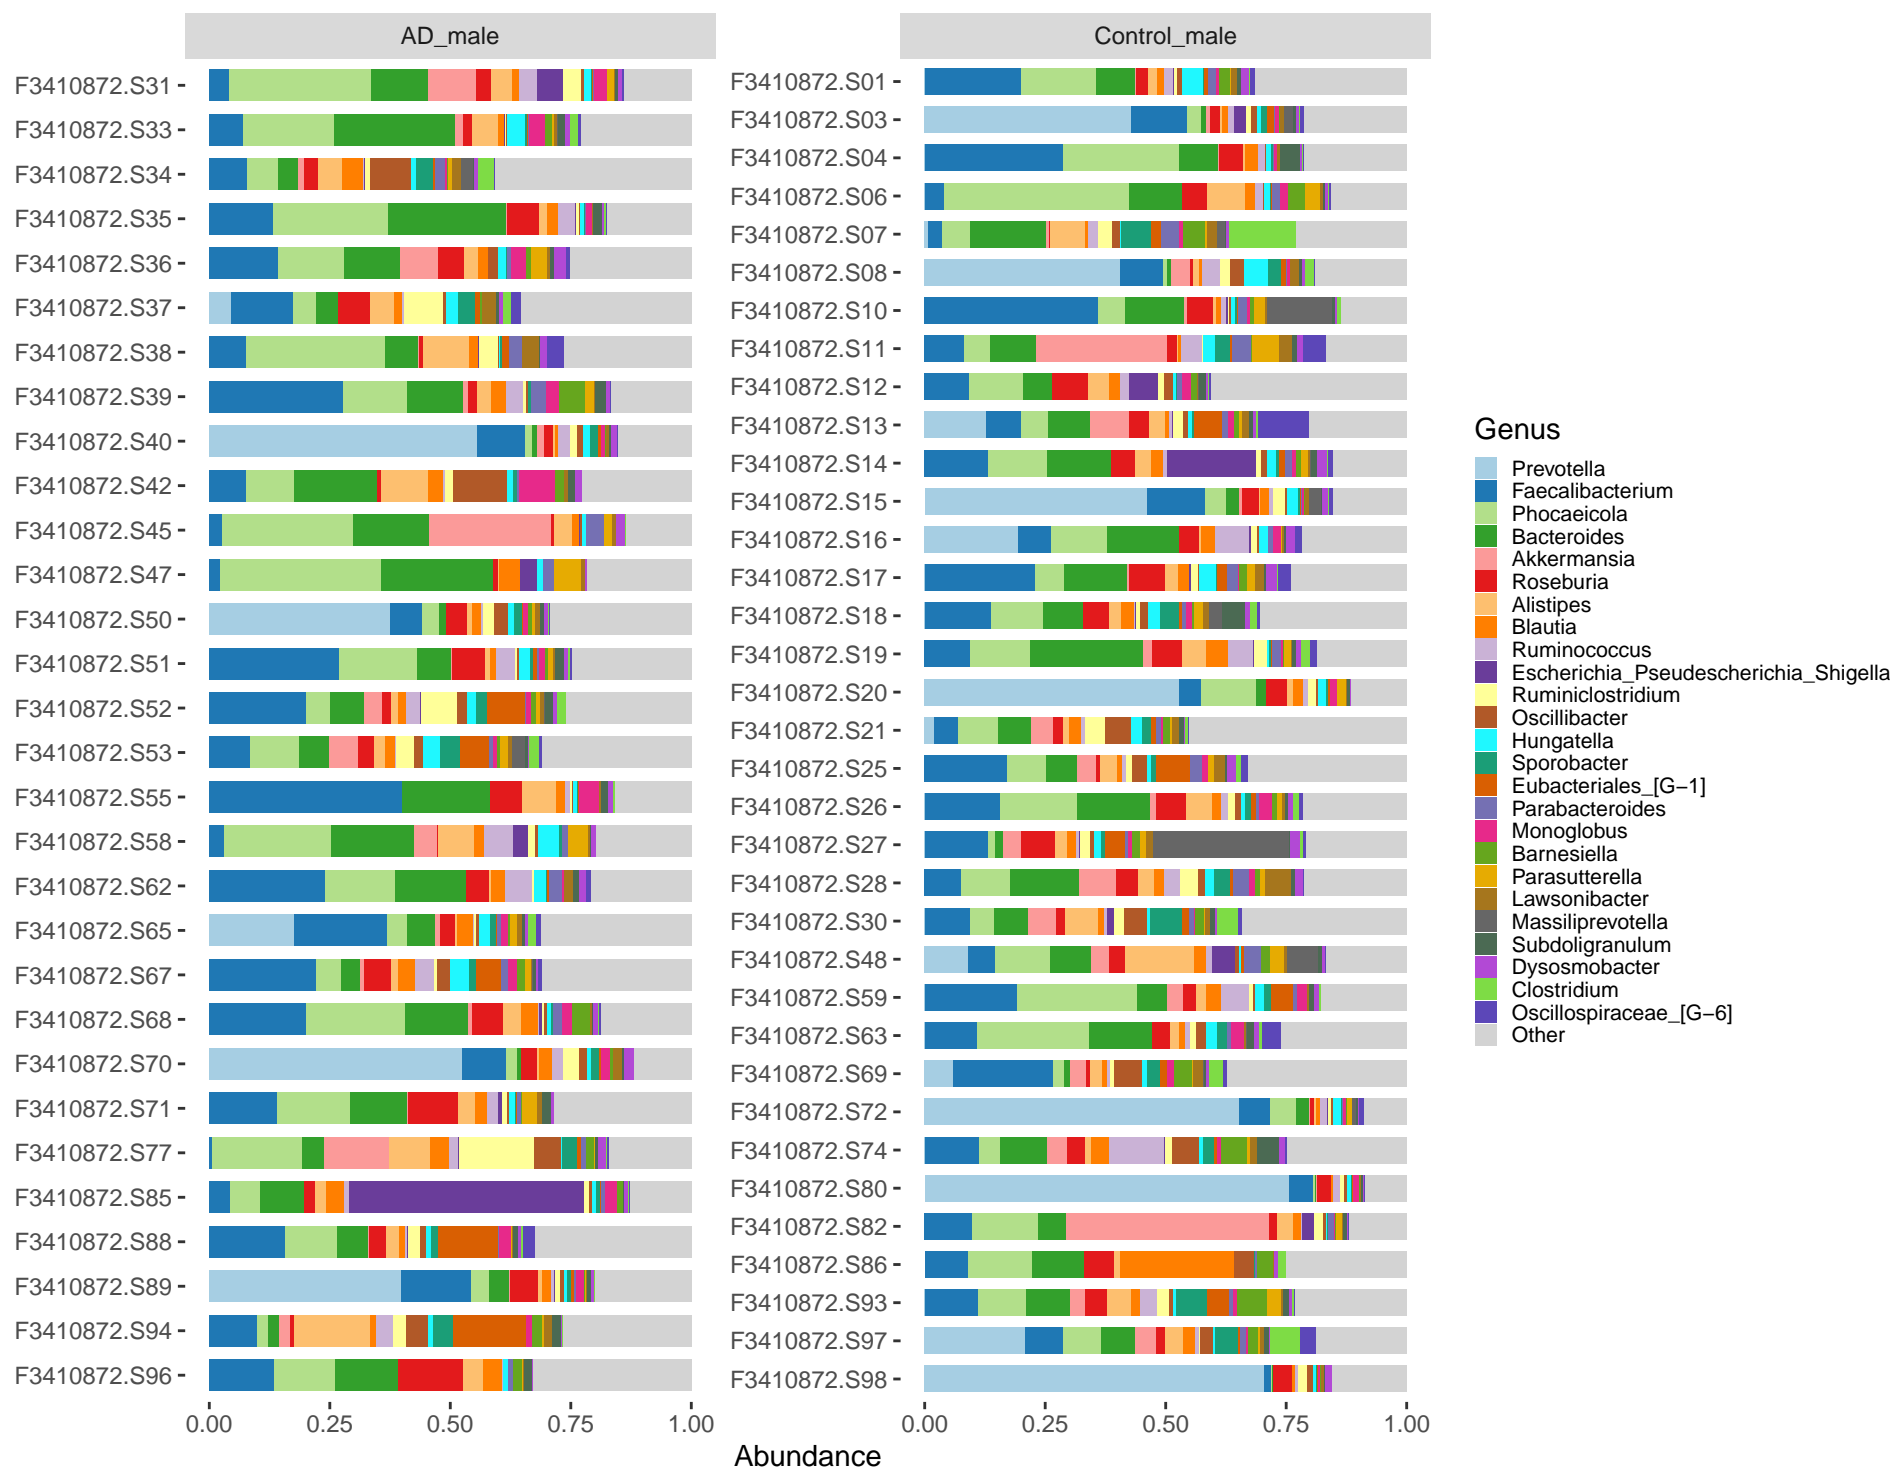 AD_male
F3410872.S31
F3410872.S33
F3410872.S34
F3410872.S35
F3410872.S36
F3410872.S37
F3410872.S38
F3410872.S39
F3410872.S40
F3410872.S42
F3410872.S45
F3410872.S47
F3410872.S50
F3410872.S51
F3410872.S52
F3410872.S53
F3410872.S55
F3410872.S58
F3410872.S62
F3410872.S65
F3410872.S67
F3410872.S68
F3410872.S70
F3410872.S71
F3410872.S77
F3410872.S85
F3410872.S88
F3410872.S89
F3410872.S94
F3410872.S96
0.00 0.25 0.50 0.75 1.00
Control_male
F3410872.S01
F3410872.S03
F3410872.S04
F3410872.S06
F3410872.S07
F3410872.S08
F3410872.S10
F3410872.S11
F3410872.S12
F3410872.S13
F3410872.S14
F3410872.S15
F3410872.S16
F3410872.S17
F3410872.S18
F3410872.S19
F3410872.S20
F3410872.S21
F3410872.S25
F3410872.S26
F3410872.S27
F3410872.S28
F3410872.S30
F3410872.S48
F3410872.S59
F3410872.S63
F3410872.S69
F3410872.S72
F3410872.S74
F3410872.S80
F3410872.S82
F3410872.S86
F3410872.S93
F3410872.S97
F3410872.S98
0.00 0.25 0.50 0.75 1.00
Abundance
Genus
Prevotella
Faecalibacterium
Phocaeicola
Bacteroides
Akkermansia
Roseburia
Alistipes
Blautia
Ruminococcus
Escherichia_Pseudescherichia_Shigella
Ruminiclostridium
Oscillibacter
Hungatella
Sporobacter
Eubacteriales_[G−1]
Parabacteroides
Monoglobus
Barnesiella
Parasutterella
Lawsonibacter
Massiliprevotella
Subdoligranulum
Dysosmobacter
Clostridium
Oscillospiraceae_[G−6]
Other